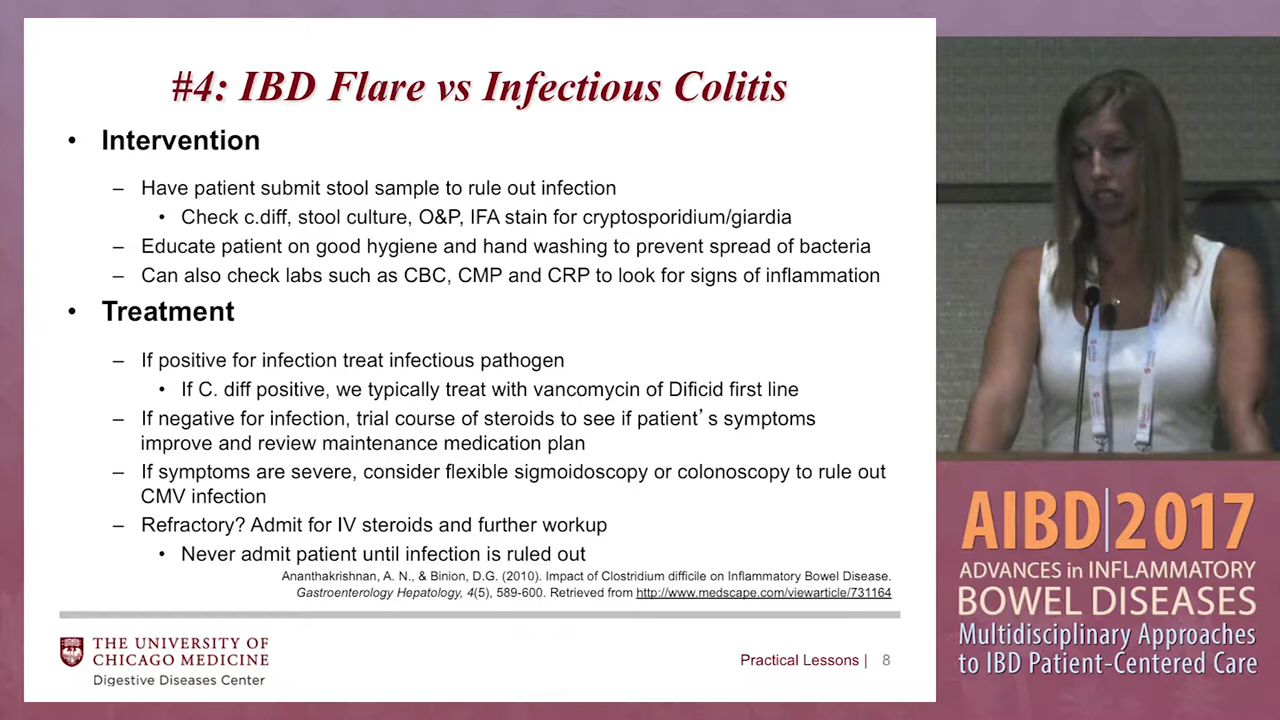 #4: IBD Flare vs Infectious Colitis
• Intervention
– Have patient submit stool sample to rule out infection
• Check c.diff, stool culture, O&P, IFA stain for cryptosporidium/giardia
– Educate patient on good hygiene and hand washing to prevent spread of bacteria
– Can also check labs such as CBC, CMP and CRP to look for signs of inflammation
• Treatment
– If positive for infection treat infectious pathogen
• If C. diff positive, we typically treat with vancomycin of Dificid first line
– If negative for infection, trial course of steroids to see if patient's symptoms
improve and review maintenance medication plan
– If symptoms are severe, consider flexible sigmoidoscopy or colonoscopy to rule out
CMV infection
– Refractory? Admit for IV steroids and further workup
• Never admit patient until infection is ruled out
Ananthakrishnan, A. N., & Binion, D.G. (2010). Impact of Clostridium difficile on Inflammatory Bowel Disease.
Gastroenterology Hepatology, 4(5), 589-600. Retrieved from http://www.medscape.com/viewarticle/731164
THE UNIVERSITY OF
CHICAGO MEDICINE
Digestive Diseases Center
Practical Lessons | 8
AIBD|2017
ADVANCES in INFLAMMATORY
BOWEL DISEASES
Multidisciplinary Approaches
to IBD Patient-Centered Care